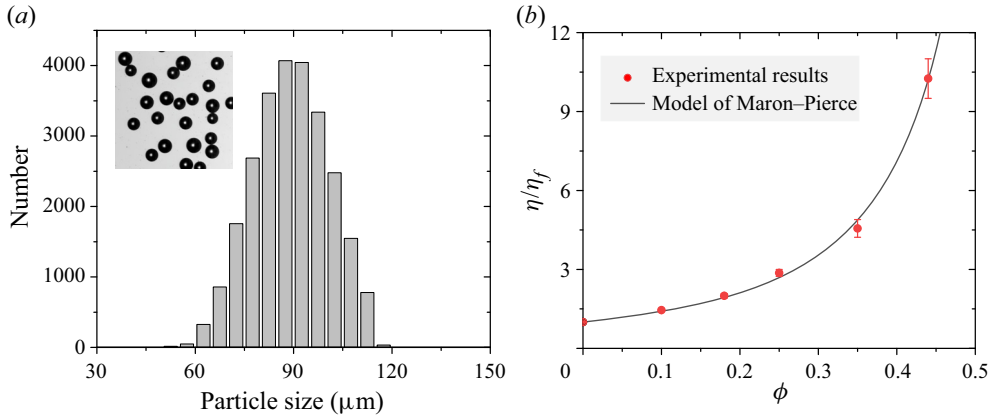 (a)
4000
3000
2000
1000
0
Number
30
60
90
120
150
Particle size (μm)
(b)
12
9
6
3
0
η/η_f
Experimental results
Model of Maron–Pierce
0.1
0.2
0.3
0.4
0.5
ϕ